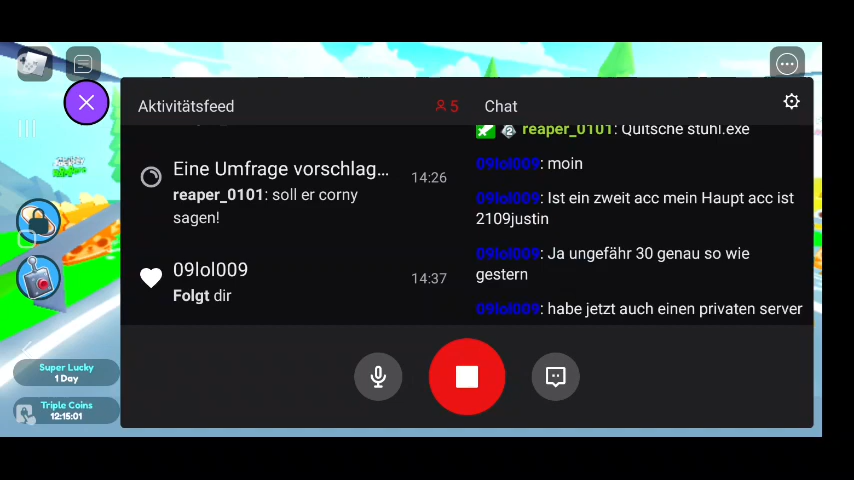 Aktivitätsfeed
5
Chat
Eine Umfrage vorschlag...
reaper_0101: soll er corny
sagen!
14:26
09lol009
Folgt dir
14:37
2 reaper_0101: Quitsche stuhl.exe
09lol009: moin
09lol009: Ist ein zweit acc mein Haupt acc ist
2109justin
09lol009: Ja ungefähr 30 genau so wie
gestern
09lol009: habe jetzt auch einen privaten server
Super Lucky
1 Day
Triple Coins
12:15:01